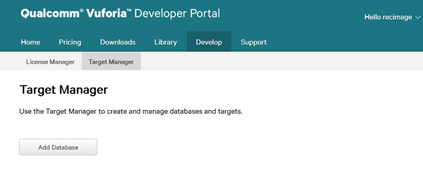 Qualcomm® Vuforia™ Developer Portal
Hello recimage
Home Pricing Downloads Library Develop Support
License Manager Target Manager
Target Manager
Use the Target Manager to create and manage databases and targets.
Add Database